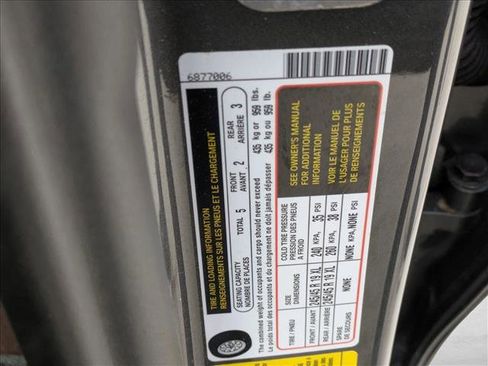 6877006
TIRE AND LOADING INFORMATION
RENSEIGNEMENTS SUR LES PNEUS ET LE CHARGEMENT
SEATING CAPACITY
NOMBRE DE PLACES
TOTAL 5
FRONT
AVANT 2
REAR
ARRIÈRE 3
The combined weight of occupants and cargo should never exceed 435 kg or 959 lbs.
Le poids total des occupants et du chargement ne doit jamais dépasser 435 kg ou 959 lb.
TIRE / PNEU
SIZE
DIMENSIONS
COLD TIRE PRESSURE
PRESSION DES PNEUS
A FROID
SEE OWNER'S MANUAL
FOR ADDITIONAL
INFORMATION
VOIR LE MANUEL DE
L'USAGER POUR PLUS
DE RENSEIGNEMENTS
FRONT / AVANT 245/45 R 19 XL 240 KPA, 35 PSI
REAR / ARRIÈRE 245/45 R 19 XL 260 KPA, 38 PSI
SPARE
DE SECOURS
NONE NONE KPA, NONE PSI